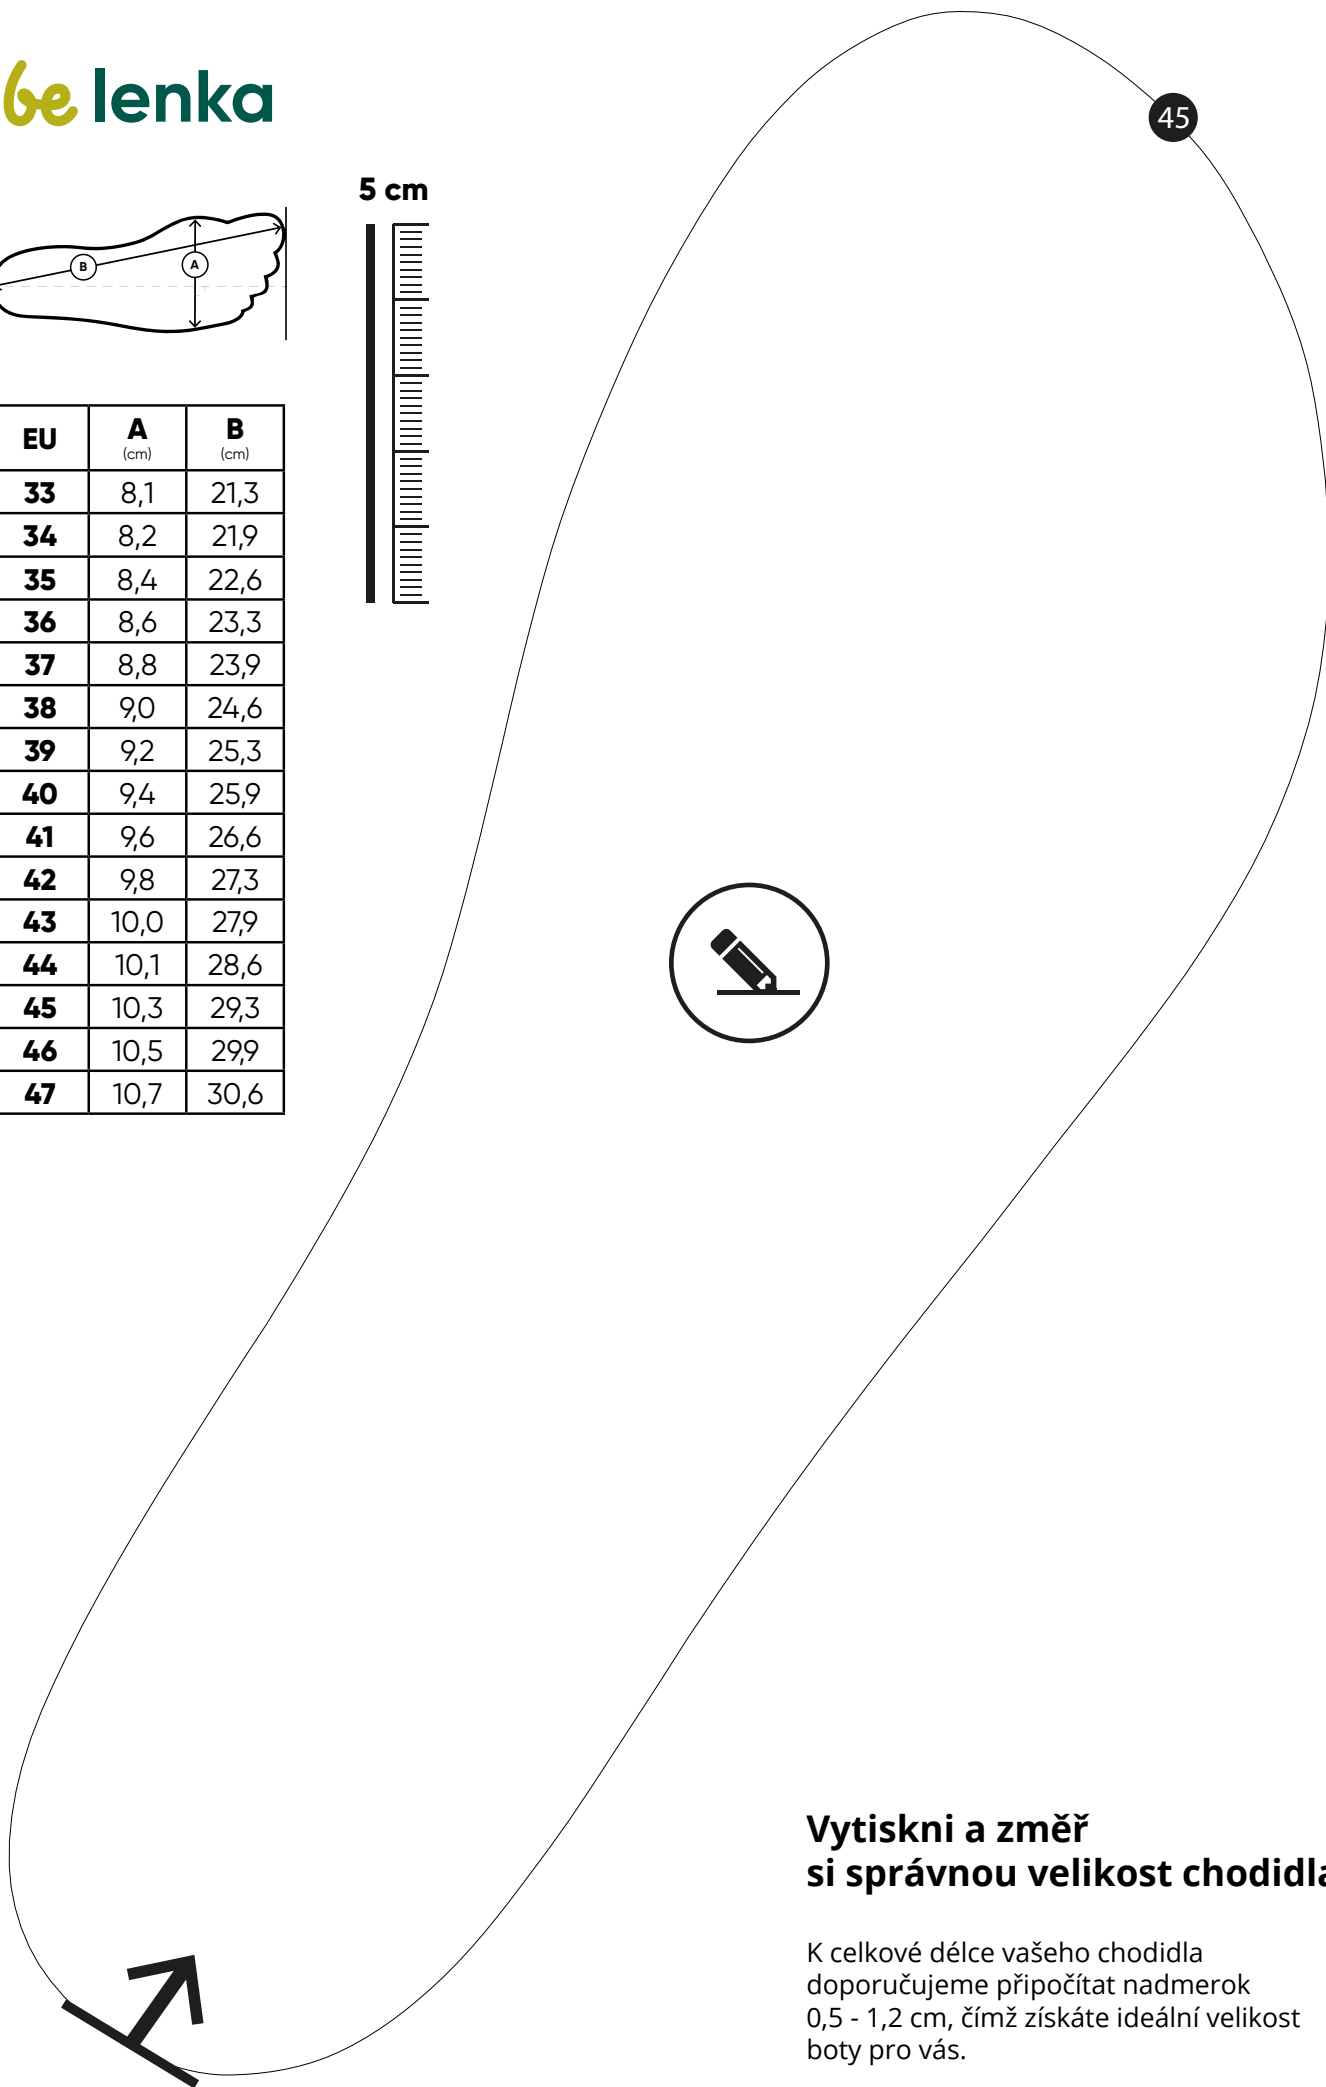 be lenka
45
5 cm
B
A
EU A B
(cm) (cm)
33 8,1 21,3
34 8,2 21,9
35 8,4 22,6
36 8,6 23,3
37 8,8 23,9
38 9,0 24,6
39 9,2 25,3
40 9,4 25,9
41 9,6 26,6
42 9,8 27,3
43 10,0 27,9
44 10,1 28,6
45 10,3 29,3
46 10,5 29,9
47 10,7 30,6
Vytiskni a změř
si správnou velikost chodidla
K celkové délce vašeho chodidla
doporučujeme připočítat nadmerok
0,5 - 1,2 cm, čímž získáte ideální velikost
boty pro vás.